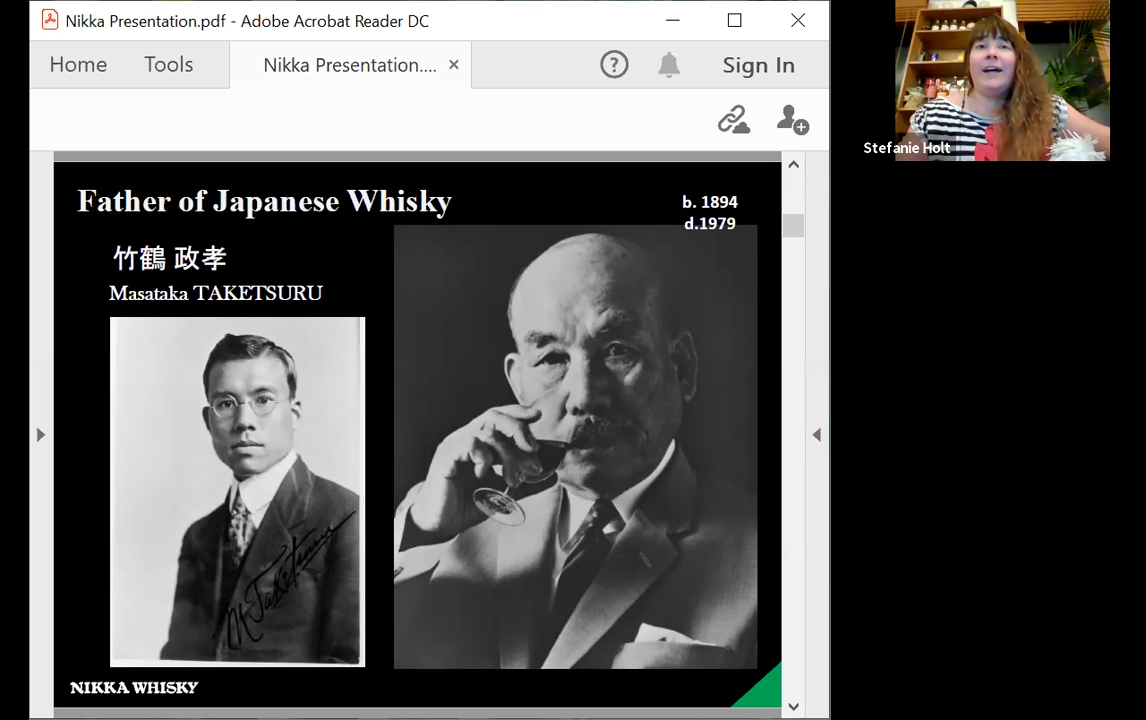 Nikka Presentation.pdf - Adobe Acrobat Reader DC
Home Tools Nikka Presentation.... Sign In
Stefanie Holt
Father of Japanese Whisky
b. 1894
d.1979
竹鶴 政孝
Masataka TAKETSURU
M Taketsuru
NIKKA WHISKY